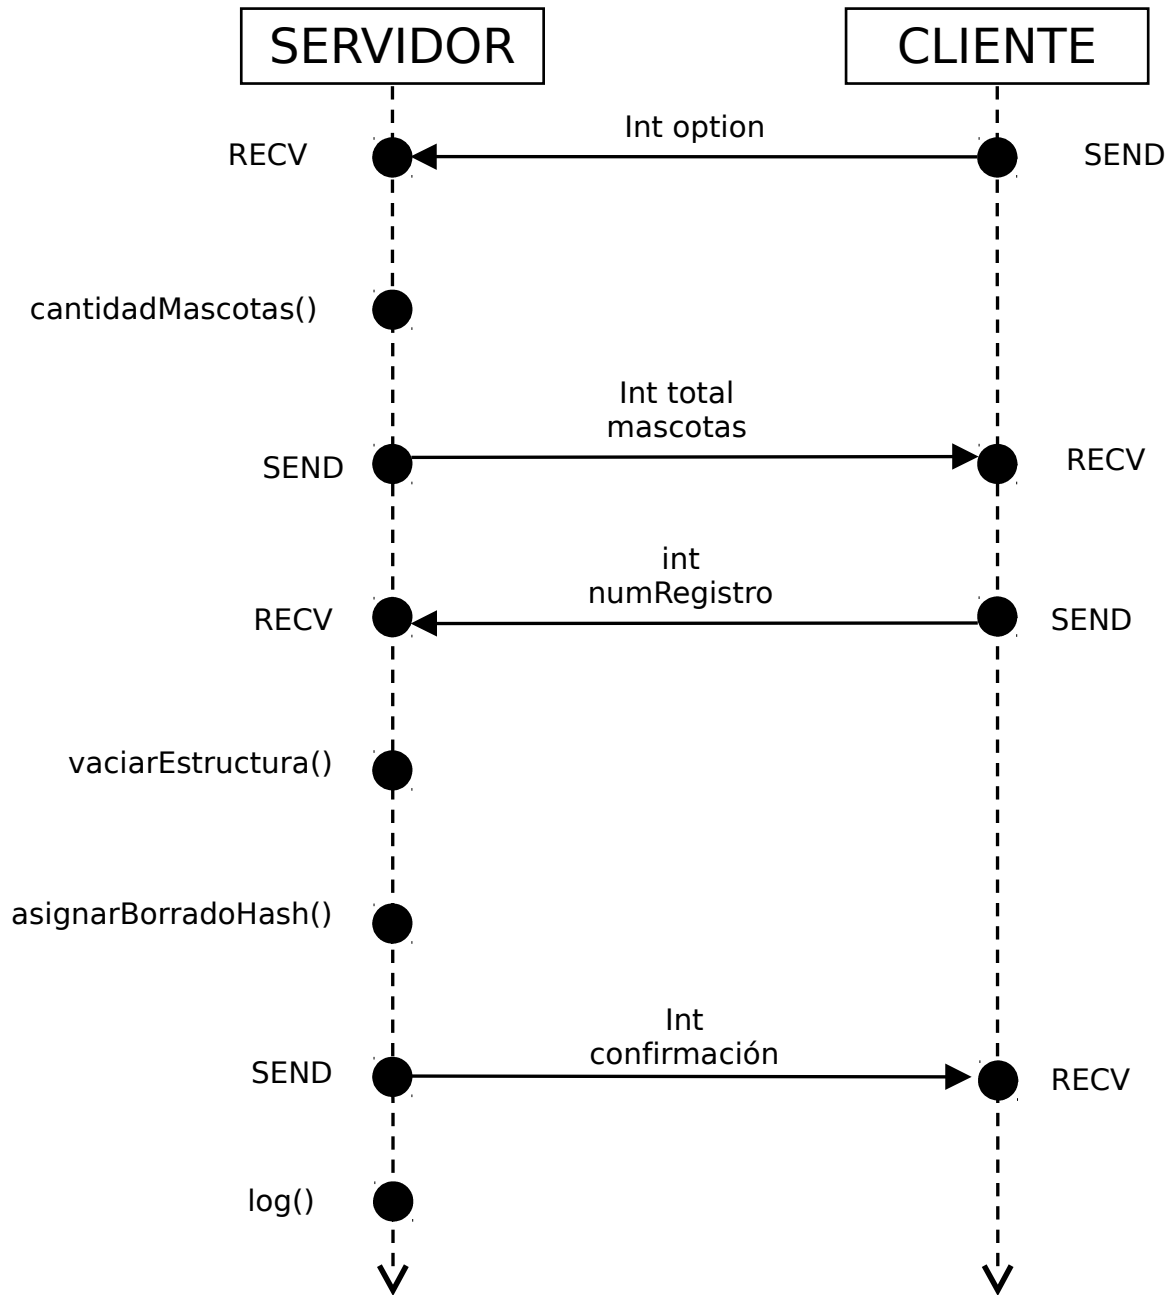 SERVIDOR
CLIENTE
Int option
RECV
SEND
cantidadMascotas()
Int total
mascotas
SEND
RECV
int
numRegistro
RECV
SEND
vaciarEstructura()
asignarBorradoHash()
Int
confirmación
SEND
RECV
log()